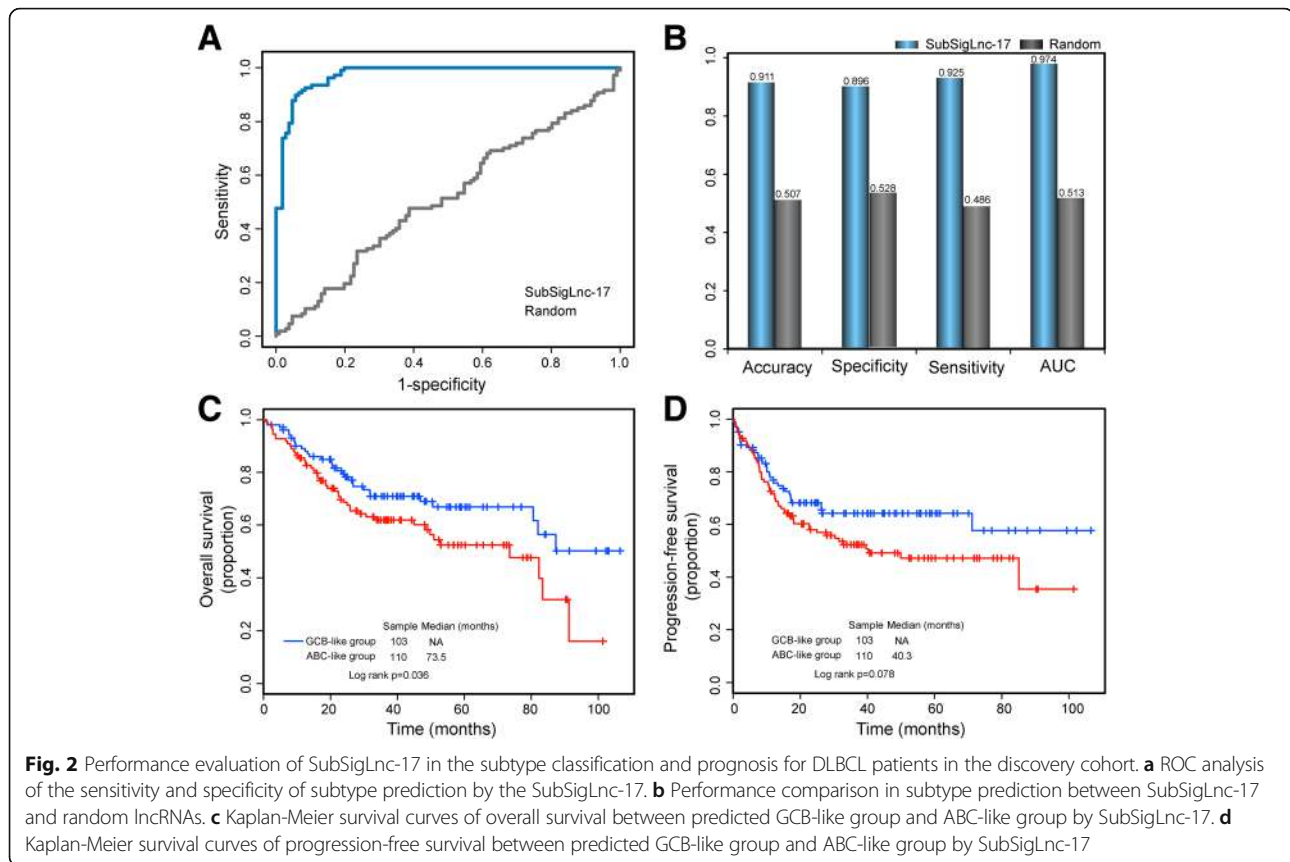 A
Sensitivity
0.0 0.2 0.4 0.6 0.8 1.0
SubSigLnc-17
Random
0.0 0.2 0.4 0.6 0.8 1.0
1-specificity
B
SubSigLnc-17 Random
0.0 0.2 0.4 0.6 0.8 1.0
0.911 0.507 0.896 0.528 0.925 0.486 0.974 0.513
Accuracy Specificity Sensitivity AUC
C
Overall survival
(proportion)
0.0 0.2 0.4 0.6 0.8 1.0
Sample Median (months)
GCB-like group 103 NA
ABC-like group 110 73.5
Log rank p=0.036
0 20 40 60 80 100
Time (months)
D
Progression-free survival
(proportion)
0.0 0.2 0.4 0.6 0.8 1.0
Sample Median (months)
GCB-like group 103 NA
ABC-like group 110 40.3
Log rank p=0.078
0 20 40 60 80 100
Time (months)
Fig. 2 Performance evaluation of SubSigLnc-17 in the subtype classification and prognosis for DLBCL patients in the discovery cohort. a ROC analysis
of the sensitivity and specificity of subtype prediction by the SubSigLnc-17. b Performance comparison in subtype prediction between SubSigLnc-17
and random lncRNAs. c Kaplan-Meier survival curves of overall survival between predicted GCB-like group and ABC-like group by SubSigLnc-17. d
Kaplan-Meier survival curves of progression-free survival between predicted GCB-like group and ABC-like group by SubSigLnc-17